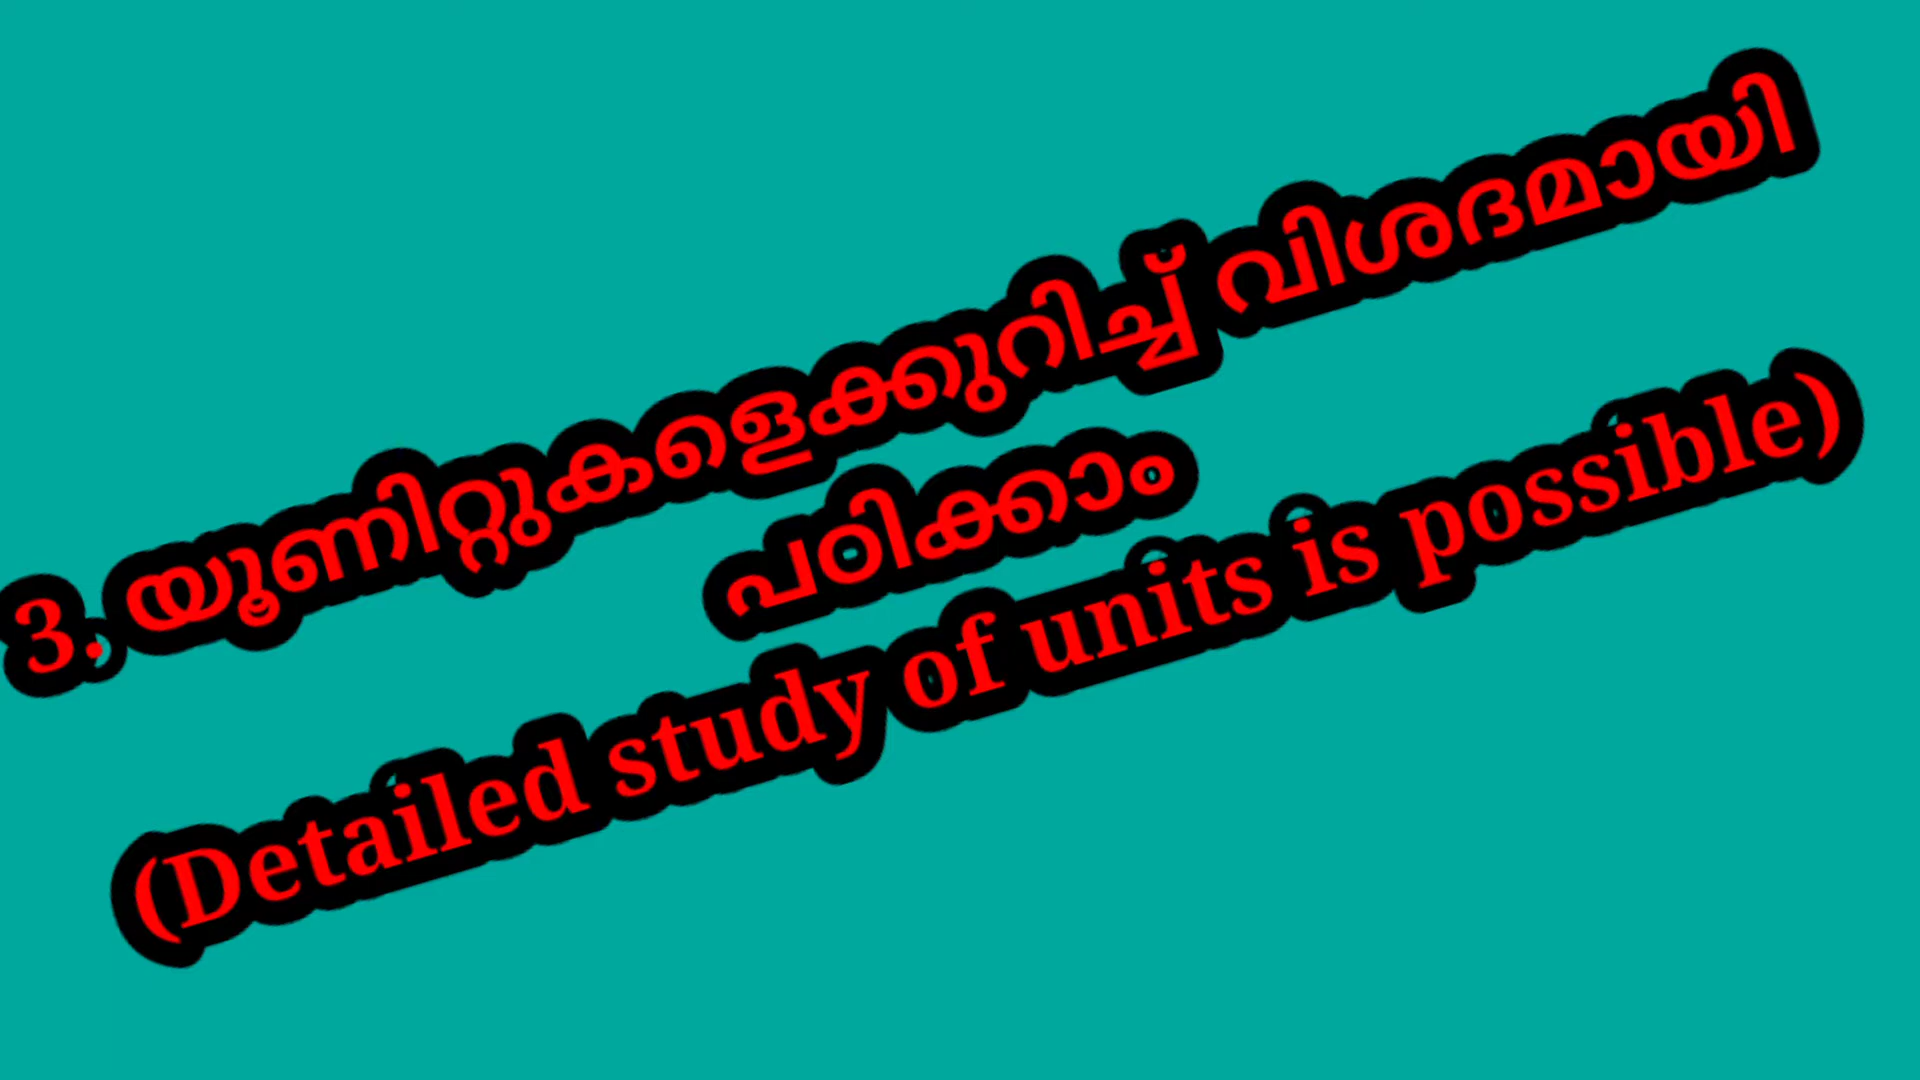 3. യൂണിറ്റുകളെക്കുറിച്ച് വിശദമായി
പഠിക്കാം
(Detailed study of units is possible)